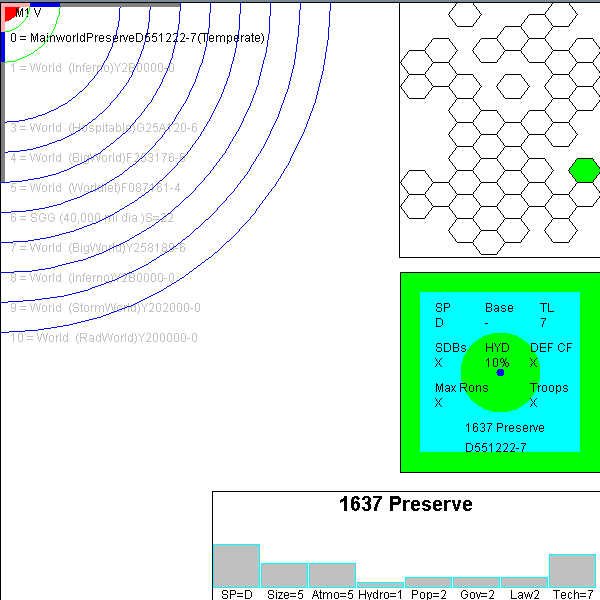 M1 V
0 = MainworldPreserveD551222-7(Temperate)
1 = World (Inferno)Y2B0000-0
3 = World (Hospitable)G25A120-6
4 = World (BigWorld)F253176-6
5 = World (Worldlet)F087161-4
6 = SGG (40,000 mi dia.)S=22
7 = World (BigWorld)Y258189-6
8 = World (Inferno)Y2B0000-0
9 = World (StormWorld)Y202000-0
10 = World (RadWorld)Y200000-0
SP Base TL
D - 7
SDBs HYD DEF CF
X 10% X
Max Rons Troops
X X
1637 Preserve
D551222-7
1637 Preserve
SP=D Size=5 Atmo=5 Hydro=1 Pop=2 Gov=2 Law2 Tech=7